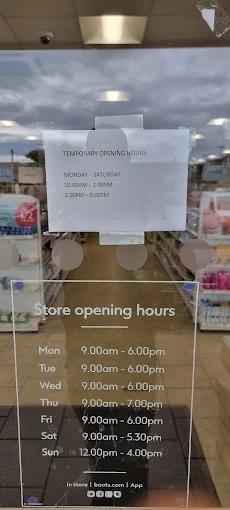 TEMPORARY OPENING HOURS:
MONDAY – SATURDAY
10:00AM – 1:00PM
2:00PM – 5:00PM
1/2
Store opening hours
Mon 9.00am - 6.00pm
Tue 9.00am - 6.00pm
Wed 9.00am - 6.00pm
Thu 9.00am - 7.00pm
Fri 9.00am - 6.00pm
Sat 9.00am - 5.30pm
Sun 12.00pm - 4.00pm
In store | boots.com | App